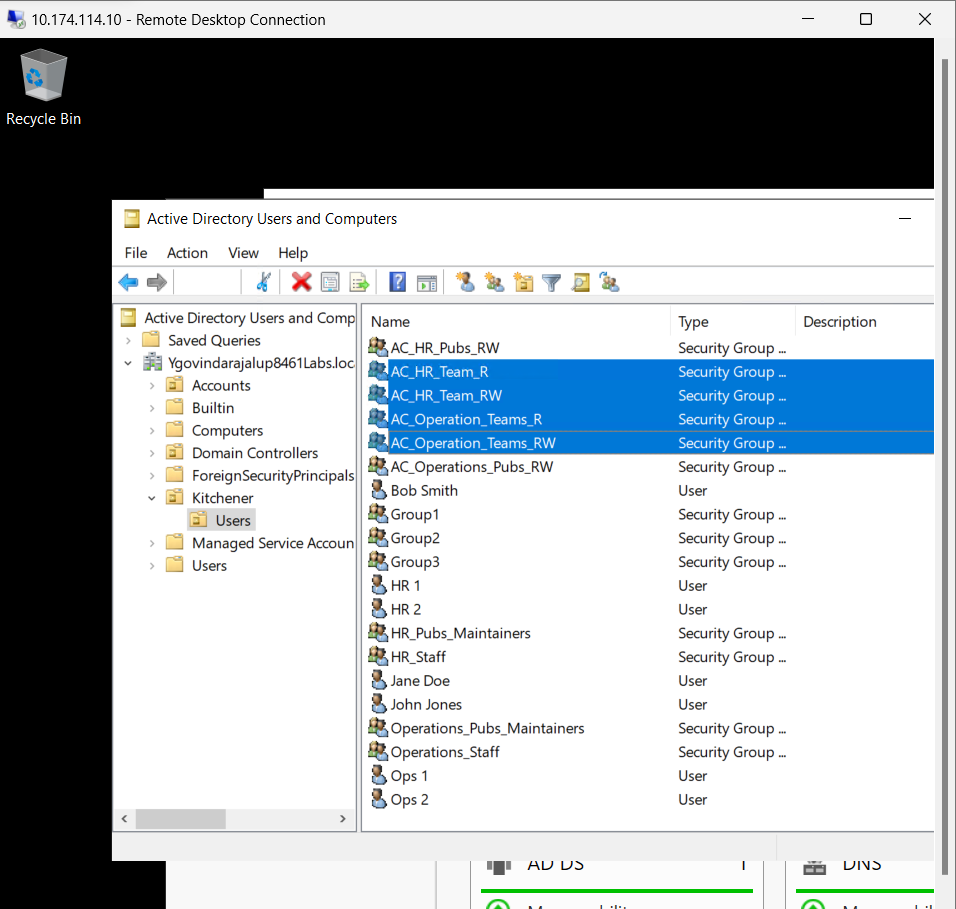 10.174.114.10 - Remote Desktop Connection
Recycle Bin
Active Directory Users and Computers
File Action View Help
Active Directory Users and Comp
Saved Queries
Ygovindarajalup8461Labs.loca
Accounts
Builtin
Computers
Domain Controllers
ForeignSecurityPrincipals
Kitchener
Users
Managed Service Accoun
Users
Name Type Description
AC_HR_Pubs_RW Security Group ...
AC_HR_Team_R Security Group ...
AC_HR_Team_RW Security Group ...
AC_Operation_Teams_R Security Group ...
AC_Operation_Teams_RW Security Group ...
AC_Operations_Pubs_RW Security Group ...
Bob Smith User
Group1 Security Group ...
Group2 Security Group ...
Group3 Security Group ...
HR 1 User
HR 2 User
HR_Pubs_Maintainers Security Group ...
HR_Staff Security Group ...
Jane Doe User
John Jones User
Operations_Pubs_Maintainers Security Group ...
Operations_Staff Security Group ...
Ops 1 User
Ops 2 User
AD DS 1 DNS